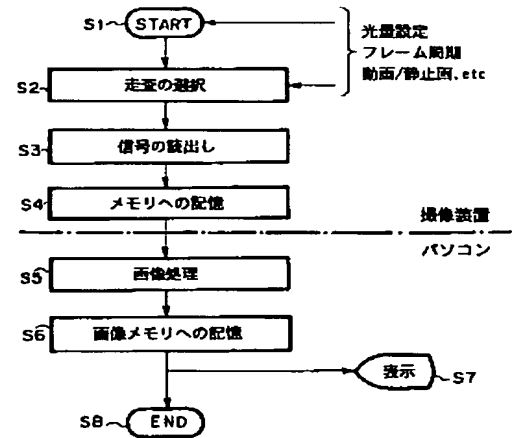 S1 START
光量設定
フレーム周期
動画/静止画.etc
S2 走査の選択
S3 信号の読出し
S4 メモリへの記憶
撮像装置
パソコン
S5 画像処理
S6 画像メモリへの記憶
表示 S7
S8 END